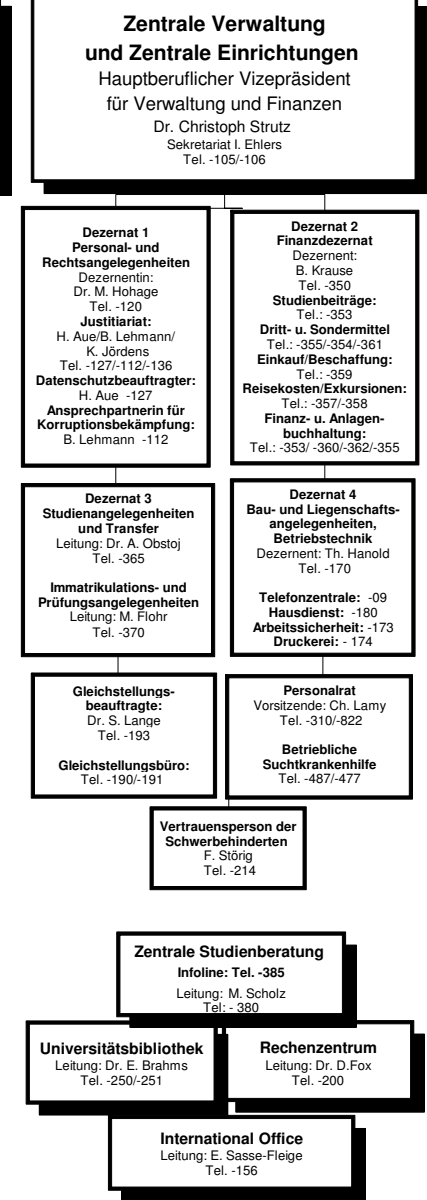 Zentrale Verwaltung
und Zentrale Einrichtungen
Hauptberuflicher Vizepräsident
für Verwaltung und Finanzen
Dr. Christoph Strutz
Sekretariat I. Ehlers
Tel. -105/-106
Dezernat 1
Personal- und
Rechtsangelegenheiten
Dezernentin:
Dr. M. Hohage
Tel. -120
Justitiariat:
H. Aue/B. Lehmann/
K. Jördens
Tel. -127/-112/-136
Datenschutzbeauftragter:
H. Aue -127
Ansprechpartnerin für
Korruptionsbekämpfung:
B. Lehmann -112
Dezernat 2
Finanzdezernat
Dezernent:
B. Krause
Tel. -350
Studienbeiträge:
Tel.: -353
Dritt- u. Sondermittel
Tel.: -355/-354/-361
Einkauf/Beschaffung:
Tel.: -359
Reisekosten/Exkursionen:
Tel.: -357/-358
Finanz- u. Anlagen-
buchhaltung:
Tel.: -353/ -360/-362/-355
Dezernat 3
Studienangelegenheiten
und Transfer
Leitung: Dr. A. Obstoj
Tel. -365
Immatrikulations- und
Prüfungsangelegenheiten
Leitung: M. Flohr
Tel. -370
Dezernat 4
Bau- und Liegenschafts-
angelegenheiten,
Betriebstechnik
Dezernent: Th. Hanold
Tel. -170
Telefonzentrale: -09
Hausdienst: -180
Arbeitssicherheit: -173
Druckerei: - 174
Gleichstellungs-
beauftragte:
Dr. S. Lange
Tel. -193
Gleichstellungsbüro:
Tel. -190/-191
Personalrat
Vorsitzende: Ch. Lamy
Tel. -310/-822
Betriebliche
Suchtkrankenhilfe
Tel. -487/-477
Vertrauensperson der
Schwerbehinderten
F. Störig
Tel. -214
Zentrale Studienberatung
Infoline: Tel. -385
Leitung: M. Scholz
Tel: - 380
Universitätsbibliothek
Leitung: Dr. E. Brahms
Tel. -250/-251
Rechenzentrum
Leitung: Dr. D.Fox
Tel. -200
International Office
Leitung: E. Sasse-Fleige
Tel. -156